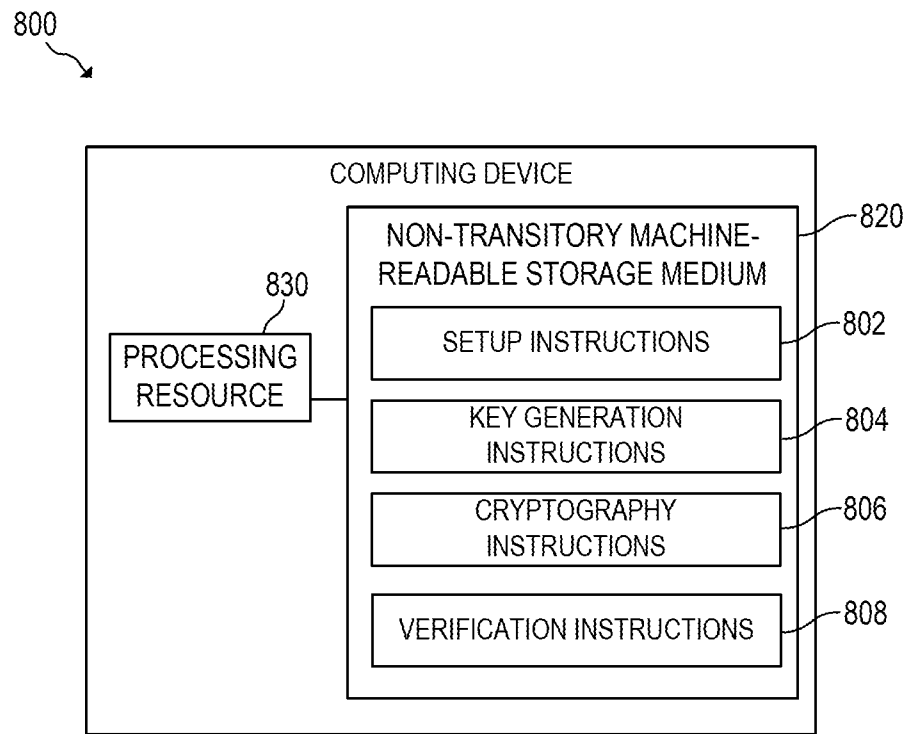 800
COMPUTING DEVICE
820
NON-TRANSITORY MACHINE-
READABLE STORAGE MEDIUM
830
PROCESSING
RESOURCE
SETUP INSTRUCTIONS
802
KEY GENERATION
INSTRUCTIONS
804
CRYPTOGRAPHY
INSTRUCTIONS
806
VERIFICATION INSTRUCTIONS
808